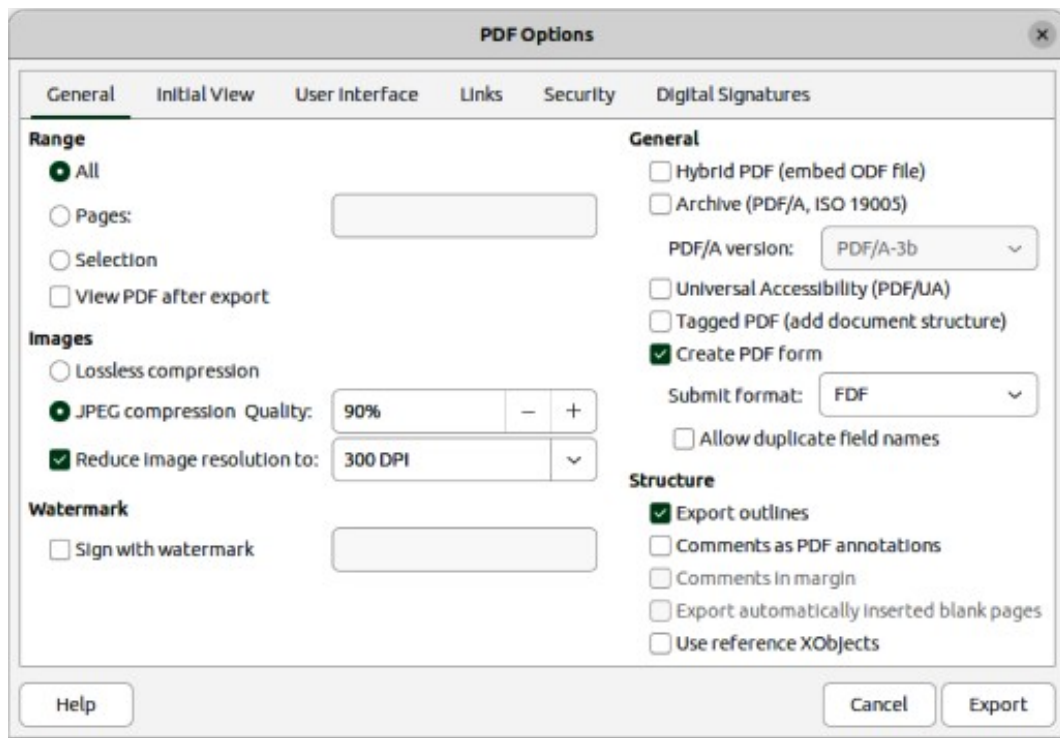 PDF Options
General Initial View User Interface Links Security Digital Signatures
Range
All
Pages:
Selection
View PDF after export
Images
Lossless compression
JPEG compression Quality: 90%
Reduce image resolution to: 300 DPI
Watermark
Sign with watermark
General
Hybrid PDF (embed ODF file)
Archive (PDF/A, ISO 19005)
PDF/A version: PDF/A-3b
Universal Accessibility (PDF/UA)
Tagged PDF (add document structure)
Create PDF form
Submit format: FDF
Allow duplicate field names
Structure
Export outlines
Comments as PDF annotations
Comments in margin
Export automatically inserted blank pages
Use reference XObjects
Help Cancel Export